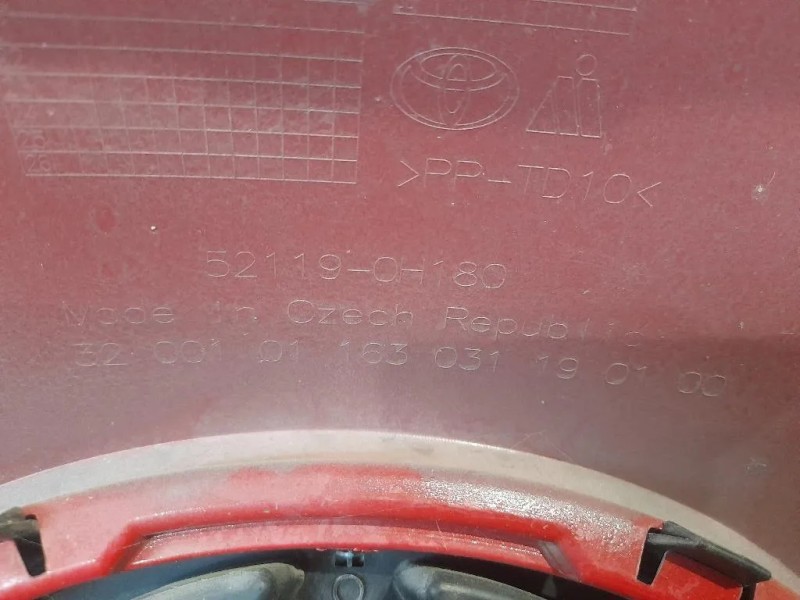 >PP-TD10<
52119-0H180
Made in Czech Republic
32 001 01 163 031 19 01 00